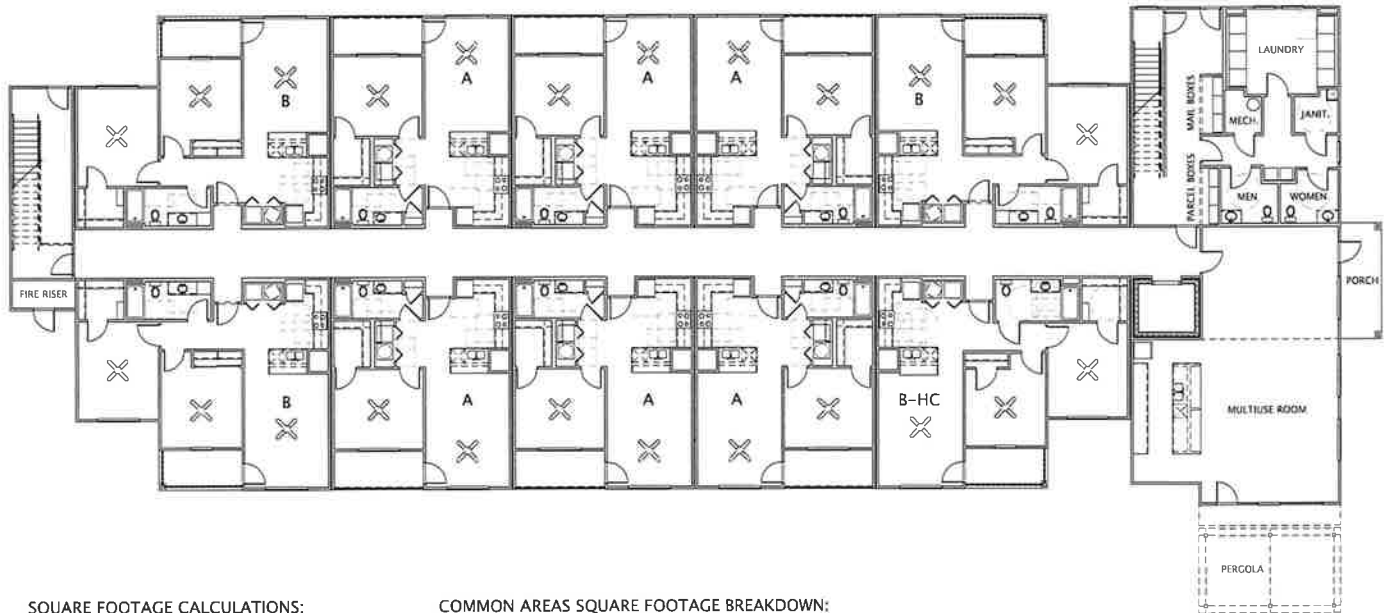 LAUNDRY
B
A
A
A
B
MAIL BOXES
MECH.
JANIT.
PARCEL BOXES
MEN
WOMEN
FIRE RISER
PORCH
B
A
A
A
B-HC
MULTIUSE ROOM
PERGOLA
SQUARE FOOTAGE CALCULATIONS:
COMMON AREAS SQUARE FOOTAGE BREAKDOWN: